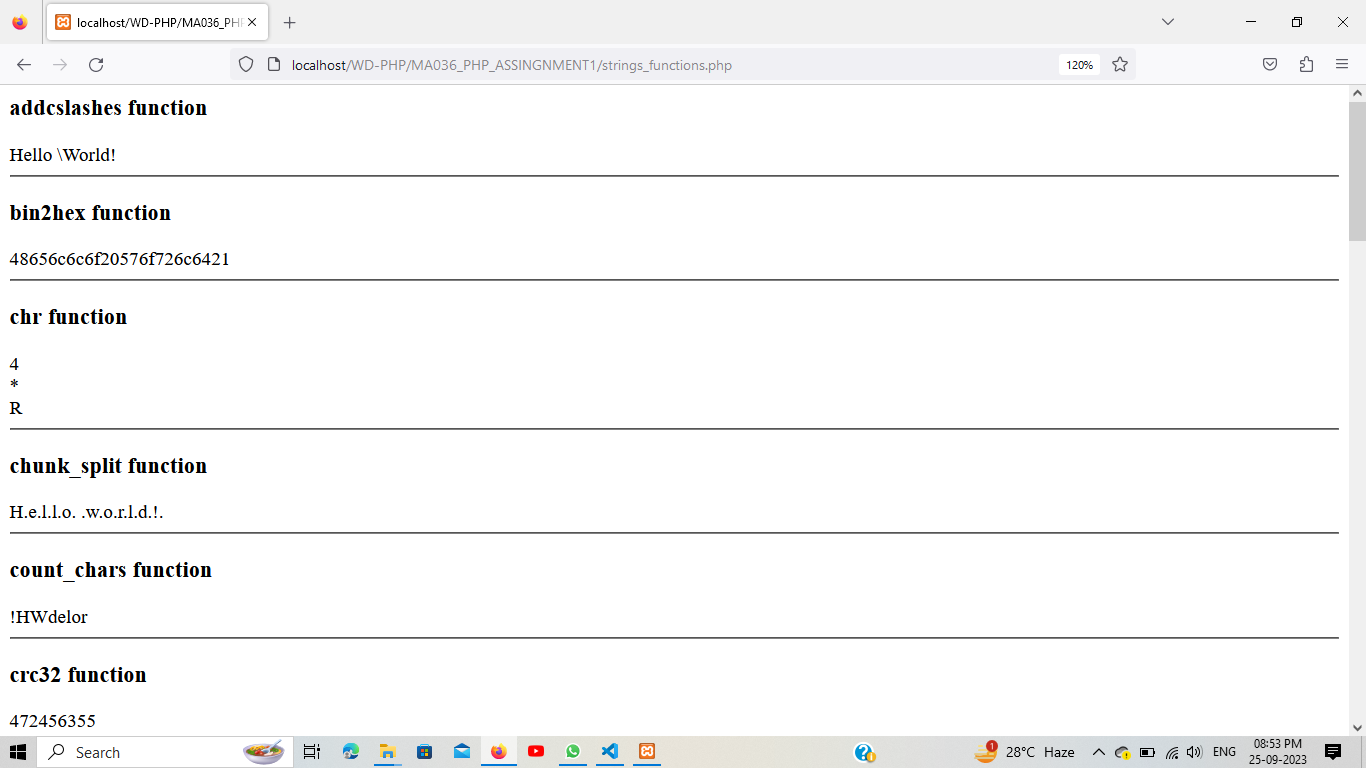 localhost/WD-PHP/MA036_PH
localhost/WD-PHP/MA036_PHP_ASSINGNMENT1/strings_functions.php
120%
addcslashes function
Hello \World!
bin2hex function
48656c6c6f20576f726c6421
chr function
4
*
R
chunk_split function
H.e.l.l.o. .w.o.r.l.d.!.
count_chars function
!HWdelor
crc32 function
472456355
Search
1
28°C Haze
ENG
08:53 PM
25-09-2023